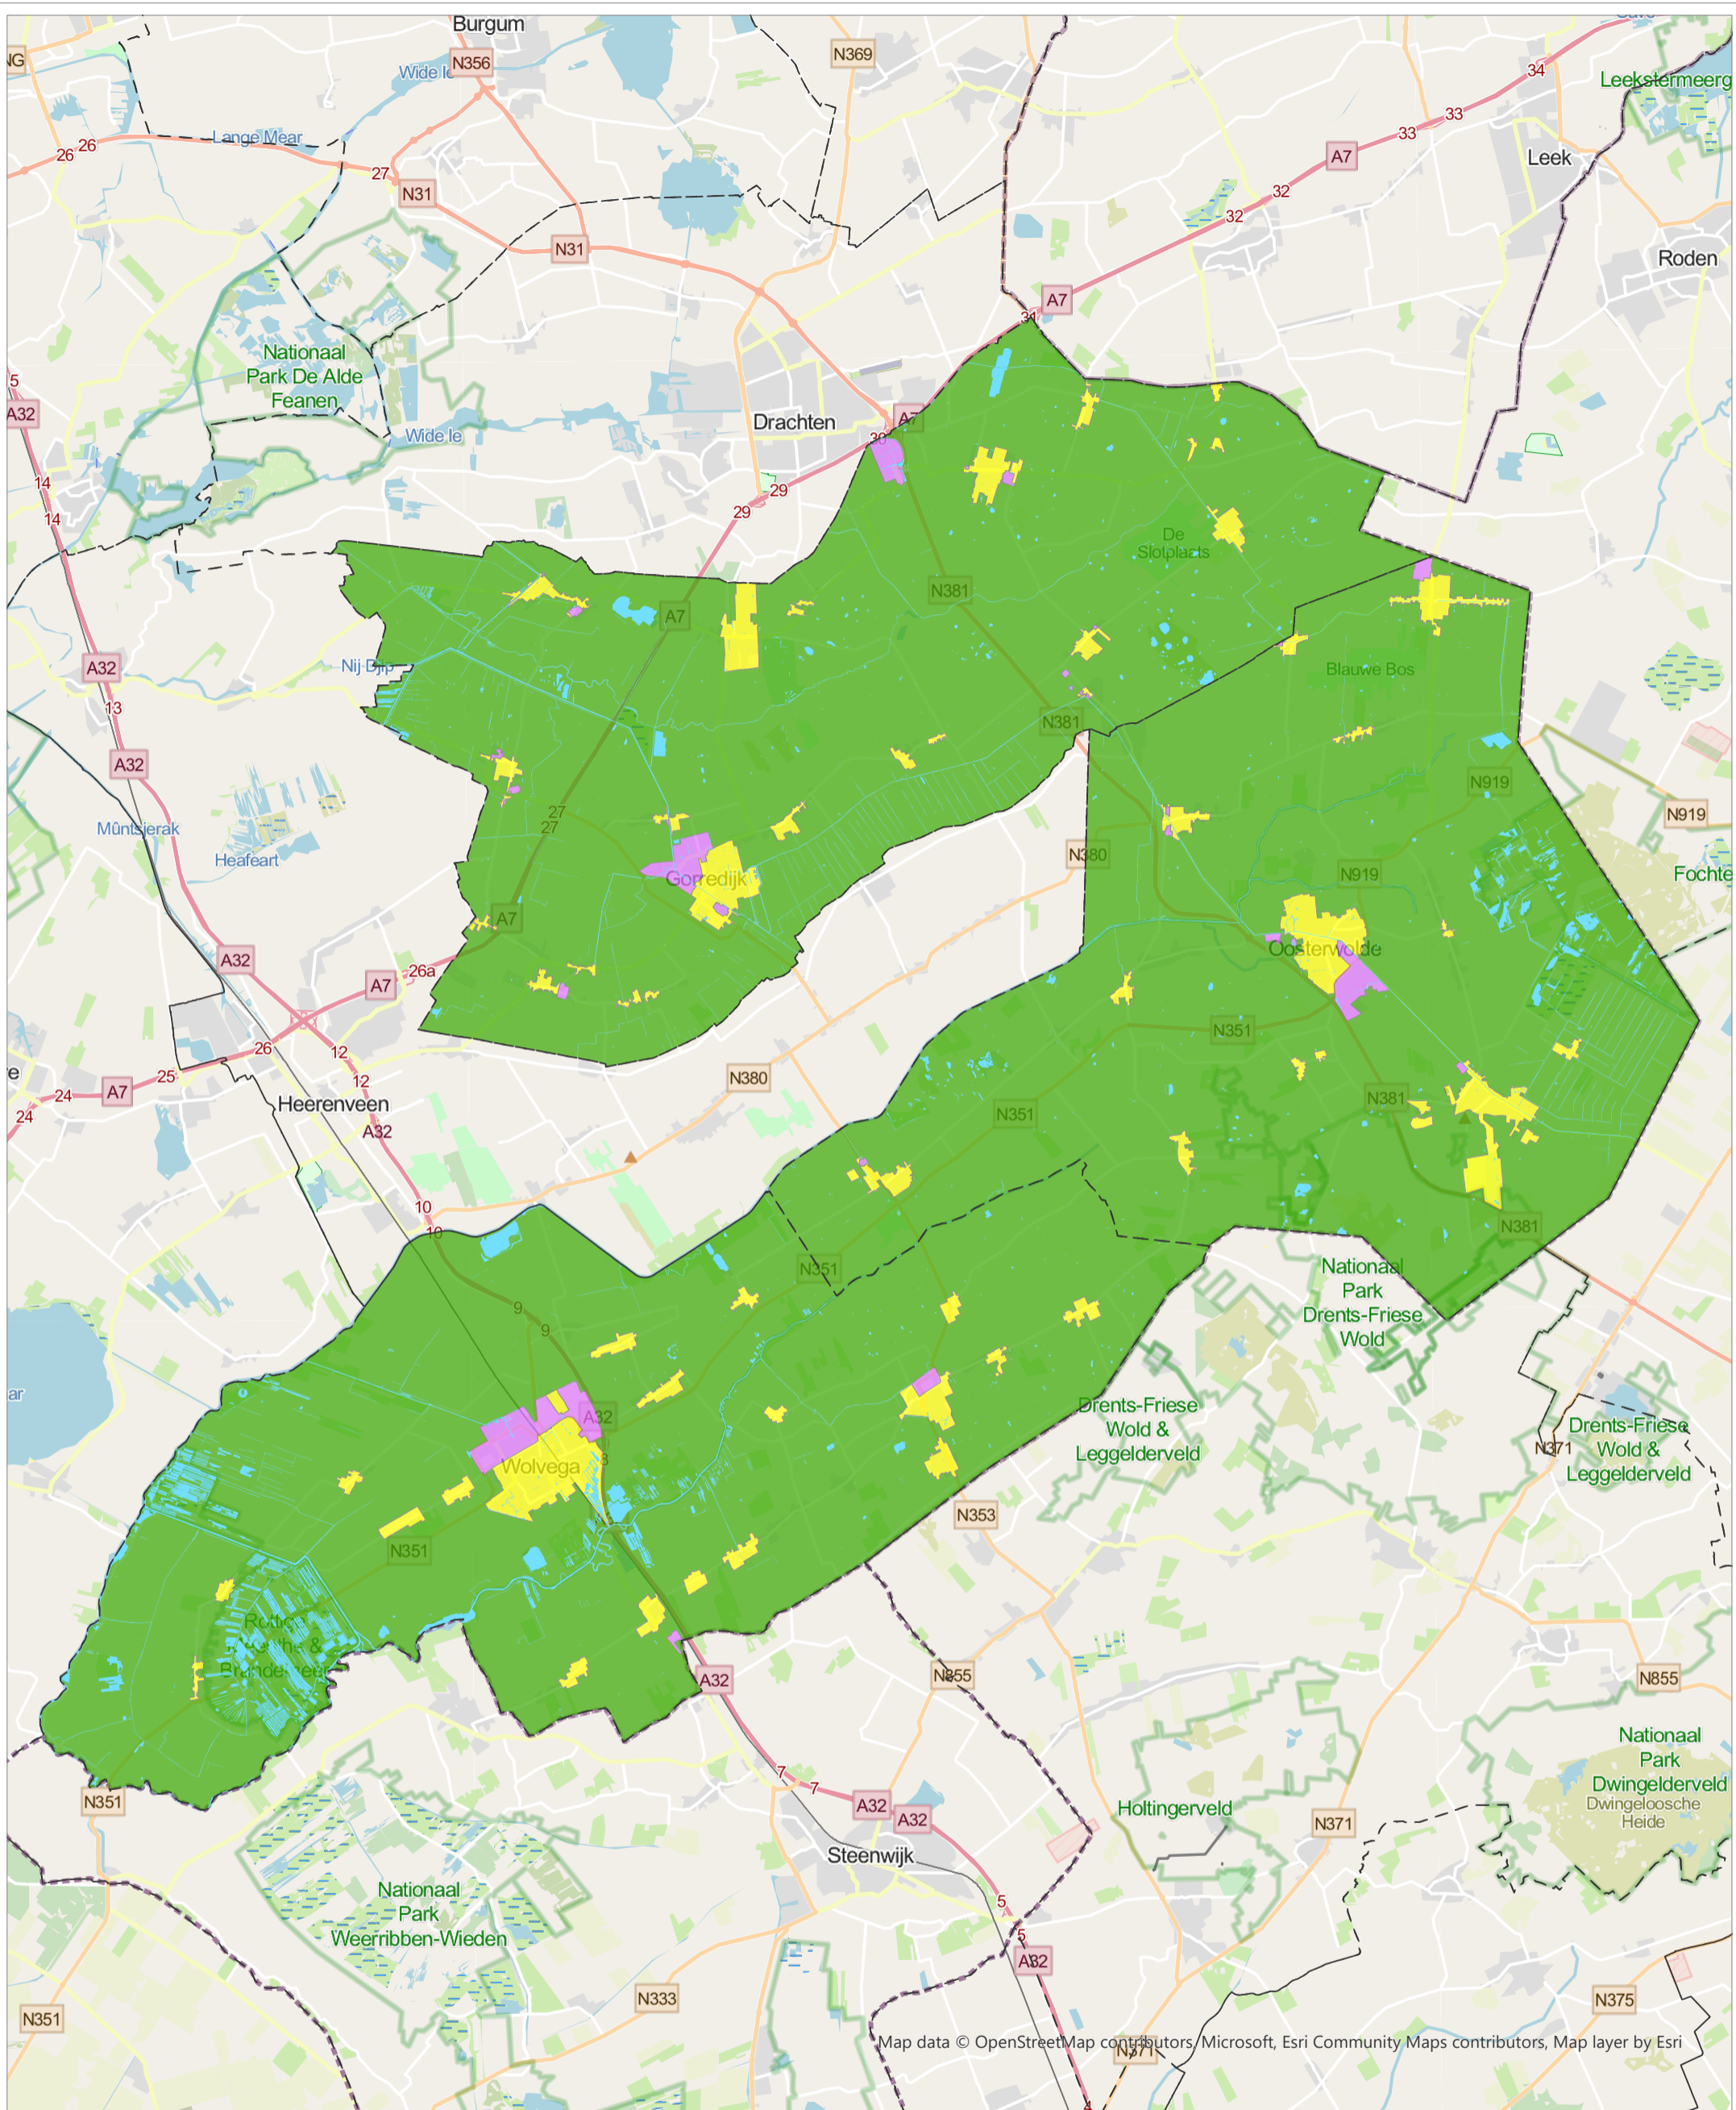 Burgum
N356
Wide Ie
N369
Lange Mear
26
26
27
N31
N31
34
33
33
A7
Leekstermeerg
Leek
32
32
Roden
A7
31
Nationaal
Park De Alde
Feanen
Wide Ie
5
A32
14
14
Drachten
A7
30
29
29
De
Slotplaats
N381
A7
Nij Djip
A32
13
Blauwe Bos
N381
A32
N919
N919
Mûntsjerak
Heafeart
27
27
N380
N919
Fochte
Gorredijk
A7
Oosterwolde
A32
26a
A7
26
12
N351
25
12
A7
24
24
N380
Heerenveen
A32
N351
N381
10
10
N381
N351
9
9
Nationaal
Park
Drents-Friese
Wold
ar
A32
Drents-Friese
Wold &
Leggelderveld
Drents-Friese
Wold &
Leggelderveld
N371
Wolvega
N353
N351
N855
N855
A32
7
7
N351
A32
A32
Holtingerveld
N371
Nationaal
Park
Dwingelderveld
Dwingeloosche
Heide
Steenwijk
Nationaal
Park
Weerribben-Wieden
5
5
A32
N333
N351
N375
Map data © OpenStreetMap contributors, Microsoft, Esri Community Maps contributors, Map layer by Esri
N371
4